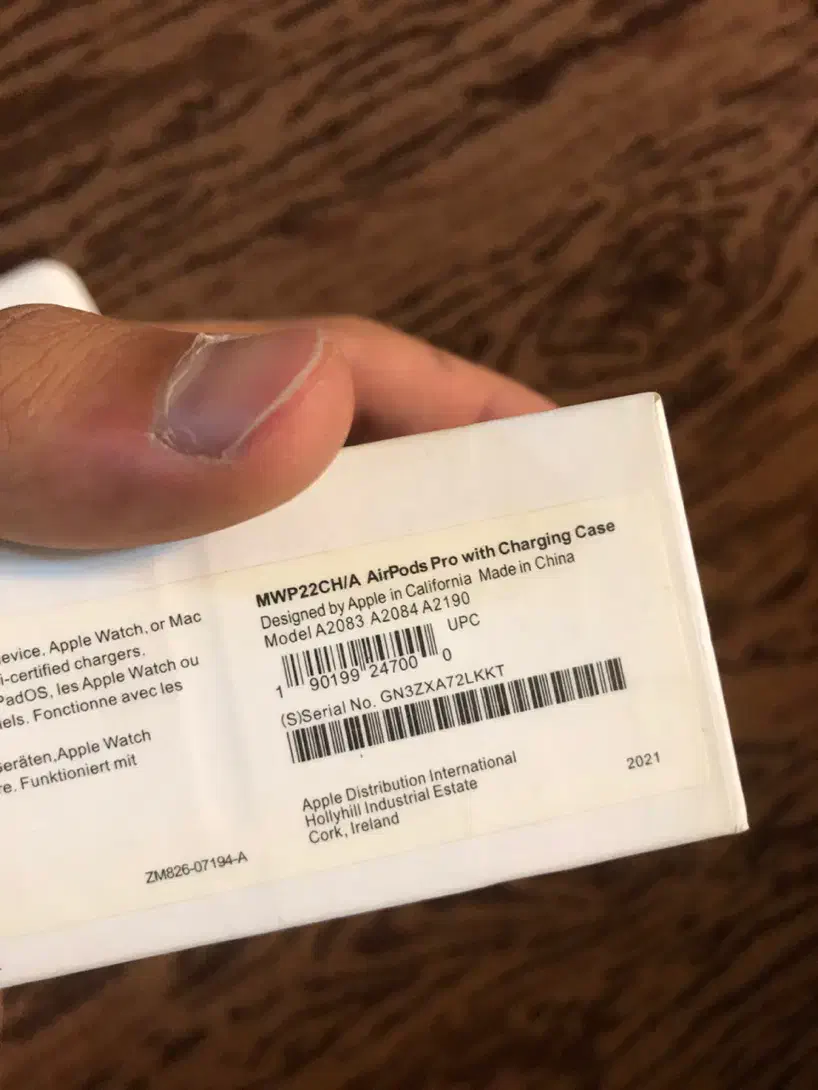 evice, Apple Watch, or Mac
i-certified chargers.
PadOS, les Apple Watch ou
iels. Fonctionne avec les
seräten, Apple Watch
re. Funktioniert mit
ZM826-07194-A
MWP22CH/A AirPods Pro with Charging Case
Designed by Apple in California Made in China
Model A2083 A2084 A2190
UPC
1 90199 24700 0
(S)Serial No. GN3ZXA72LKKT
Apple Distribution International
Hollyhill Industrial Estate
Cork, Ireland
2021